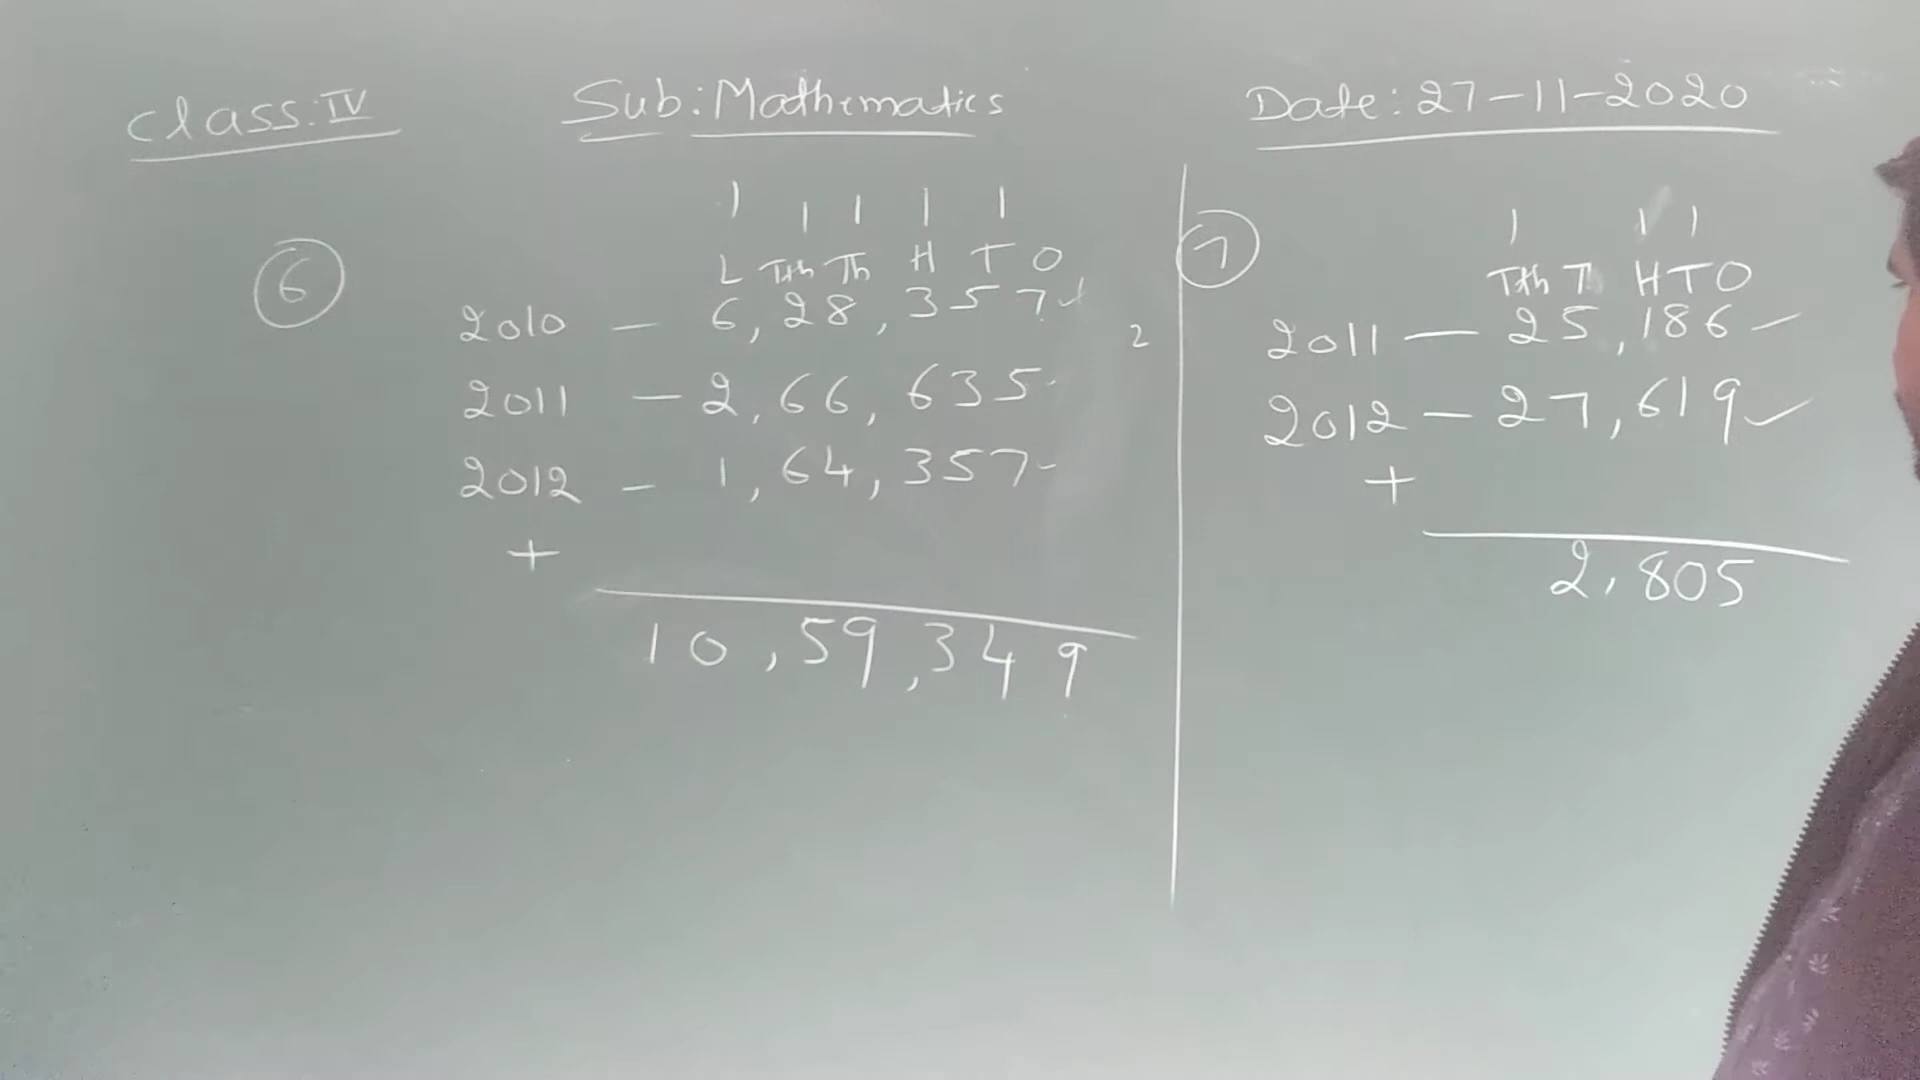 Class: IV
Sub: Mathematics
Date: 27-11-2020
1 1 1 1 1
6
L Tth Th H T O
2010 - 6,28,357
2011 - 2,66,635
2012 - 1,64,357
+
10,59,349
2
1 1 1
7
Tth T H T O
2011 - 25,186
2012 - 27,619
+
2,805